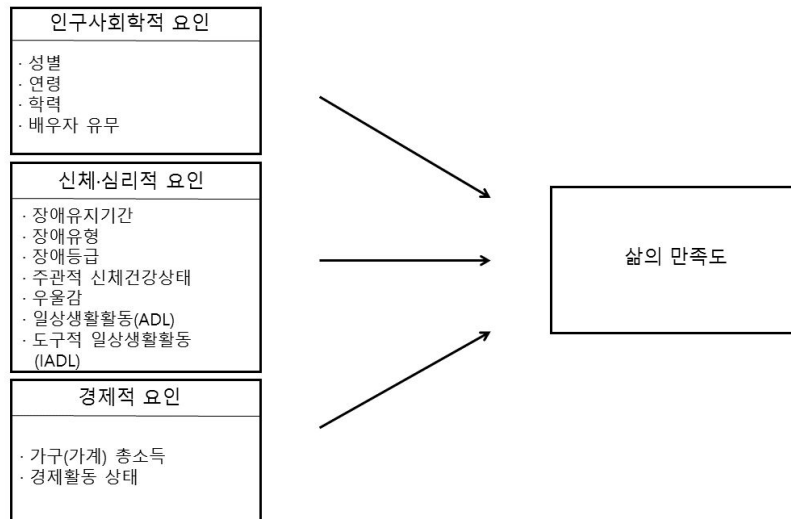 인구사회학적 요인
· 성별
· 연령
· 학력
· 배우자 유무
신체·심리적 요인
· 장애유지기간
· 장애유형
· 장애등급
· 주관적 신체건강상태
· 우울감
· 일상생활활동(ADL)
· 도구적 일상생활활동
(IADL)
경제적 요인
· 가구(가계) 총소득
· 경제활동 상태
삶의 만족도